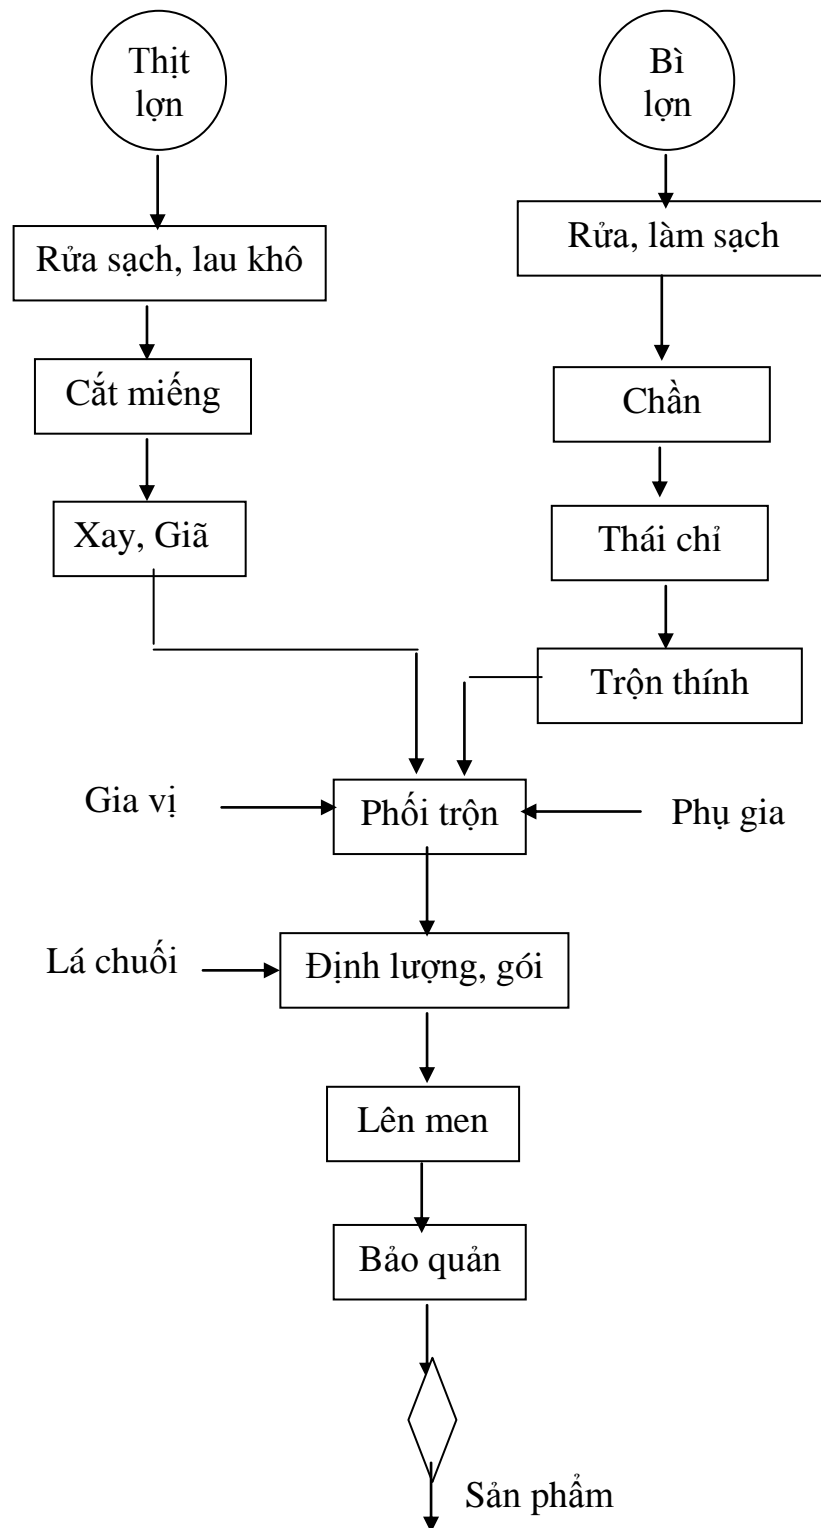 Thịt
lợn
Bì
lợn
Rửa sạch, lau khô
Rửa, làm sạch
Cắt miếng
Chần
Xay, Giã
Thái chỉ
Trộn thính
Gia vị
Phối trộn
Phụ gia
Lá chuối
Định lượng, gói
Lên men
Bảo quản
Sản phẩm